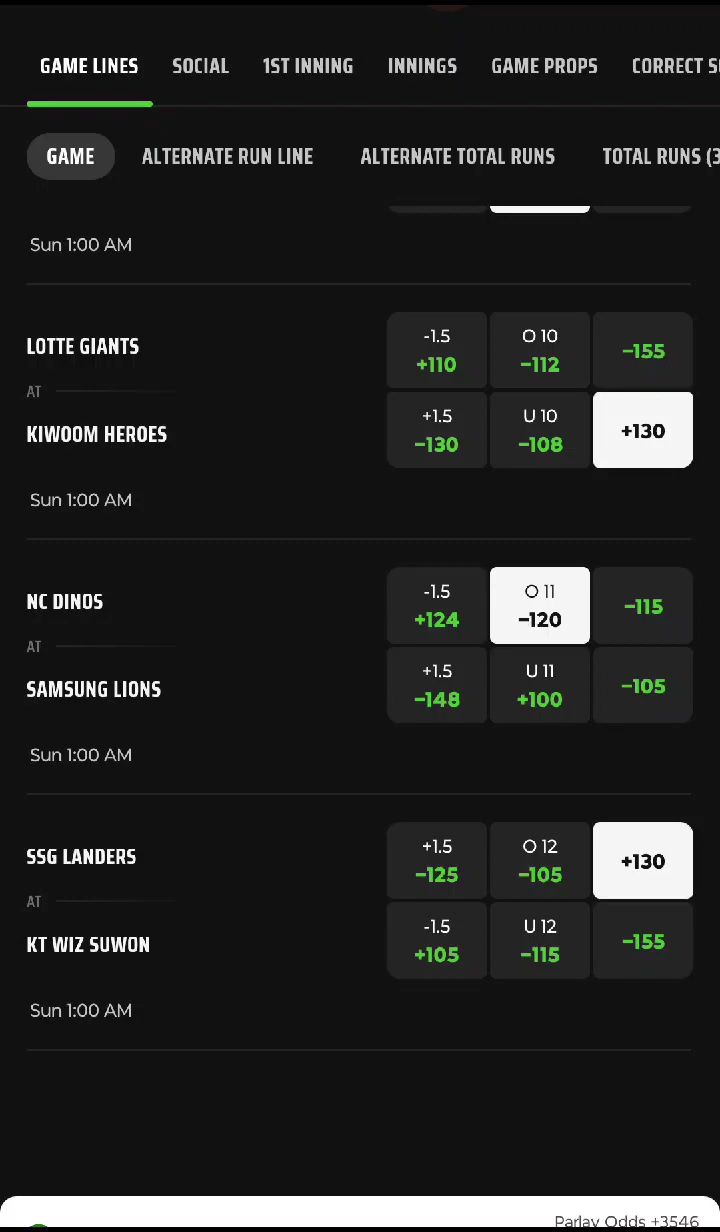 GAME LINES SOCIAL 1ST INNING INNINGS GAME PROPS CORRECT S
GAME ALTERNATE RUN LINE ALTERNATE TOTAL RUNS TOTAL RUNS (3
Sun 1:00 AM
LOTTE GIANTS
-1.5 O 10
+110 −112 −155
AT
KIWOOM HEROES
+1.5 U 10
−130 −108 +130
Sun 1:00 AM
NC DINOS
-1.5 O 11
+124 −120 −115
AT
SAMSUNG LIONS
+1.5 U 11
−148 +100 −105
Sun 1:00 AM
SSG LANDERS
+1.5 O 12
−125 −105 +130
AT
KT WIZ SUWON
-1.5 U 12
+105 −115 −155
Sun 1:00 AM
Parlay Odds +3546